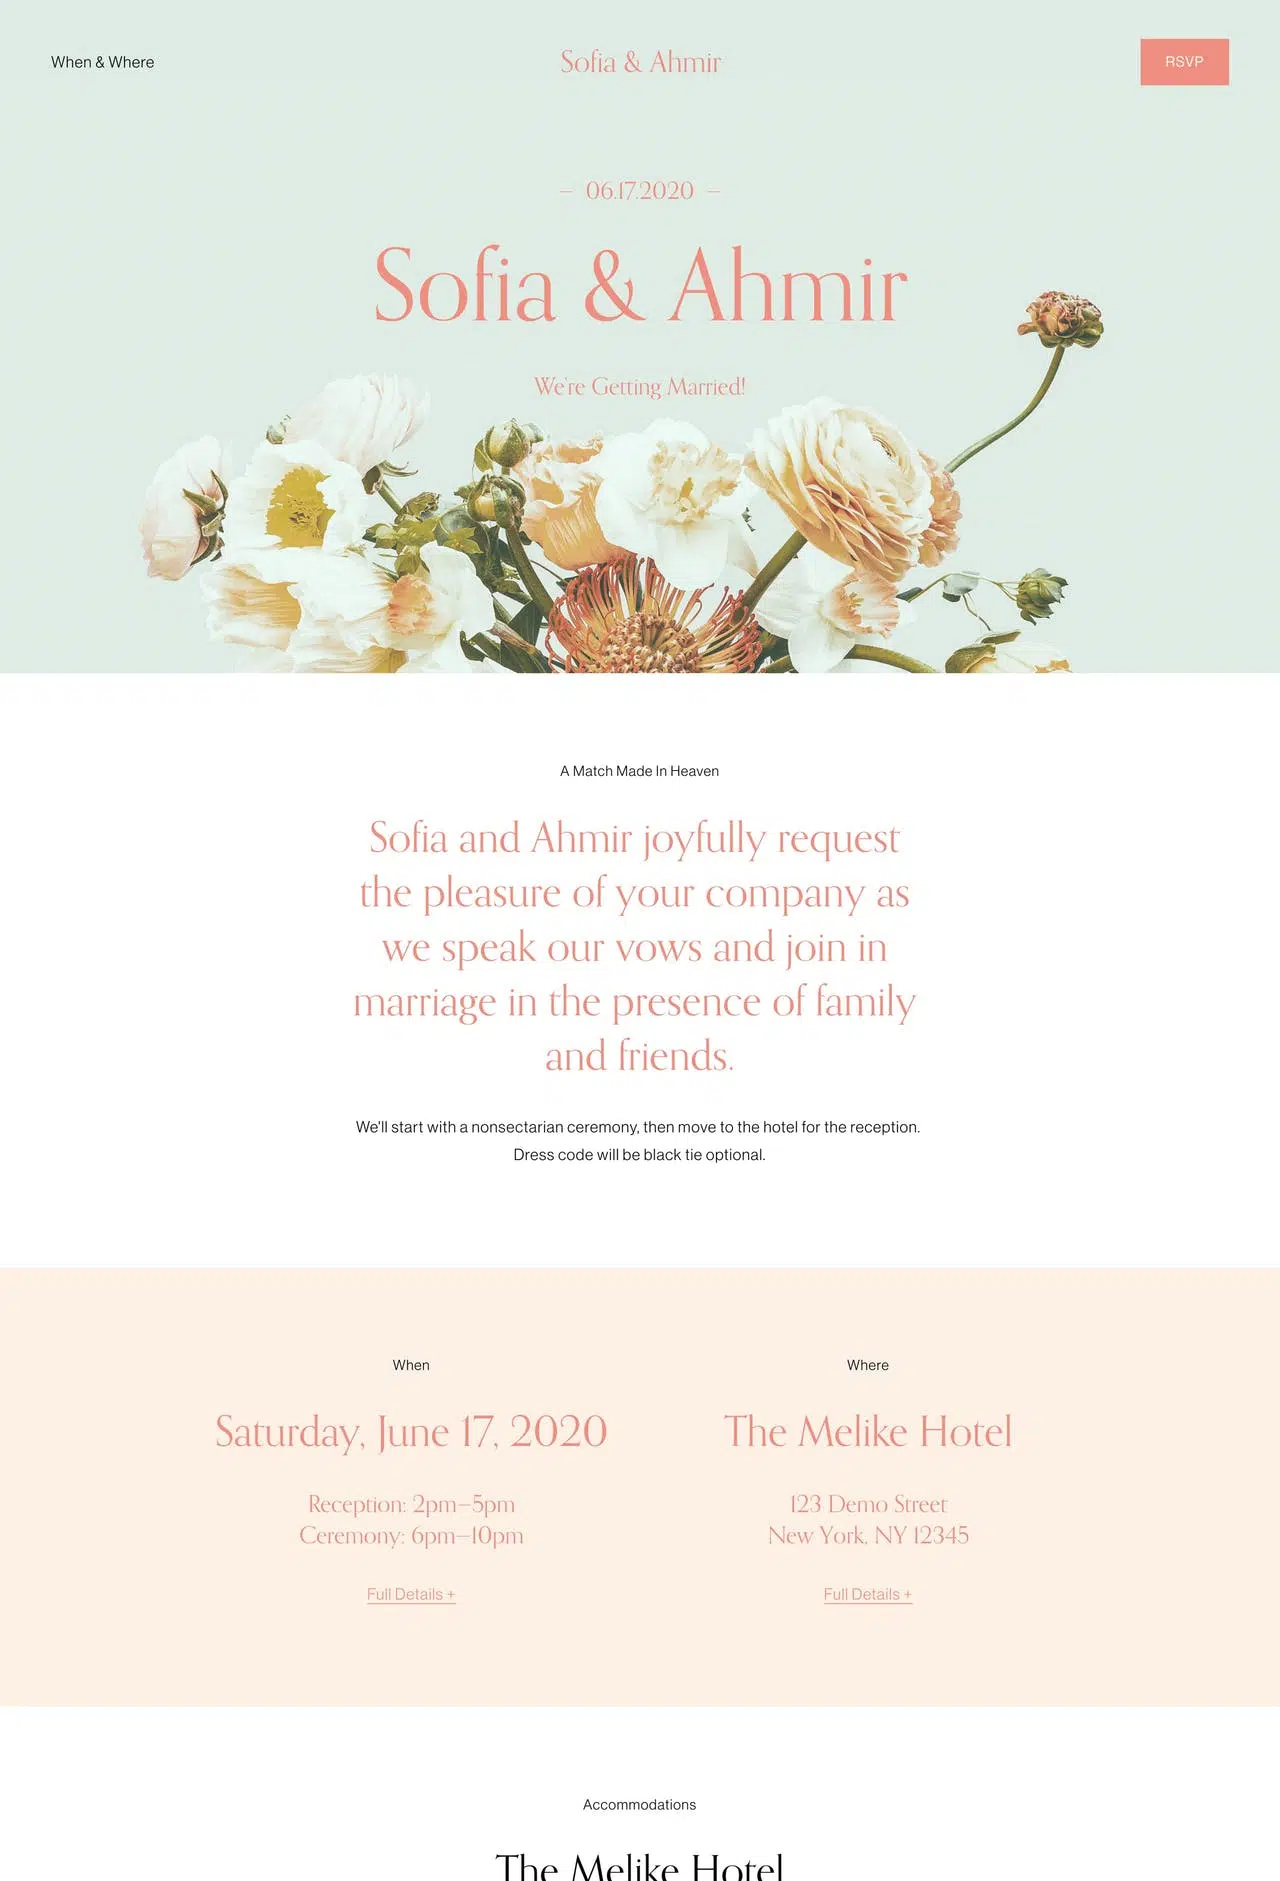 When & Where
Sofia & Ahmir
RSVP
— 06.17.2020 —
Sofia & Ahmir
We're Getting Married!
A Match Made In Heaven
Sofia and Ahmir joyfully request
the pleasure of your company as
we speak our vows and join in
marriage in the presence of family
and friends.
We'll start with a nonsectarian ceremony, then move to the hotel for the reception.
Dress code will be black tie optional.
When
Saturday, June 17, 2020
Reception: 2pm—5pm
Ceremony: 6pm—10pm
Full Details +
Where
The Melike Hotel
123 Demo Street
New York, NY 12345
Full Details +
Accommodations
The Melike Hotel